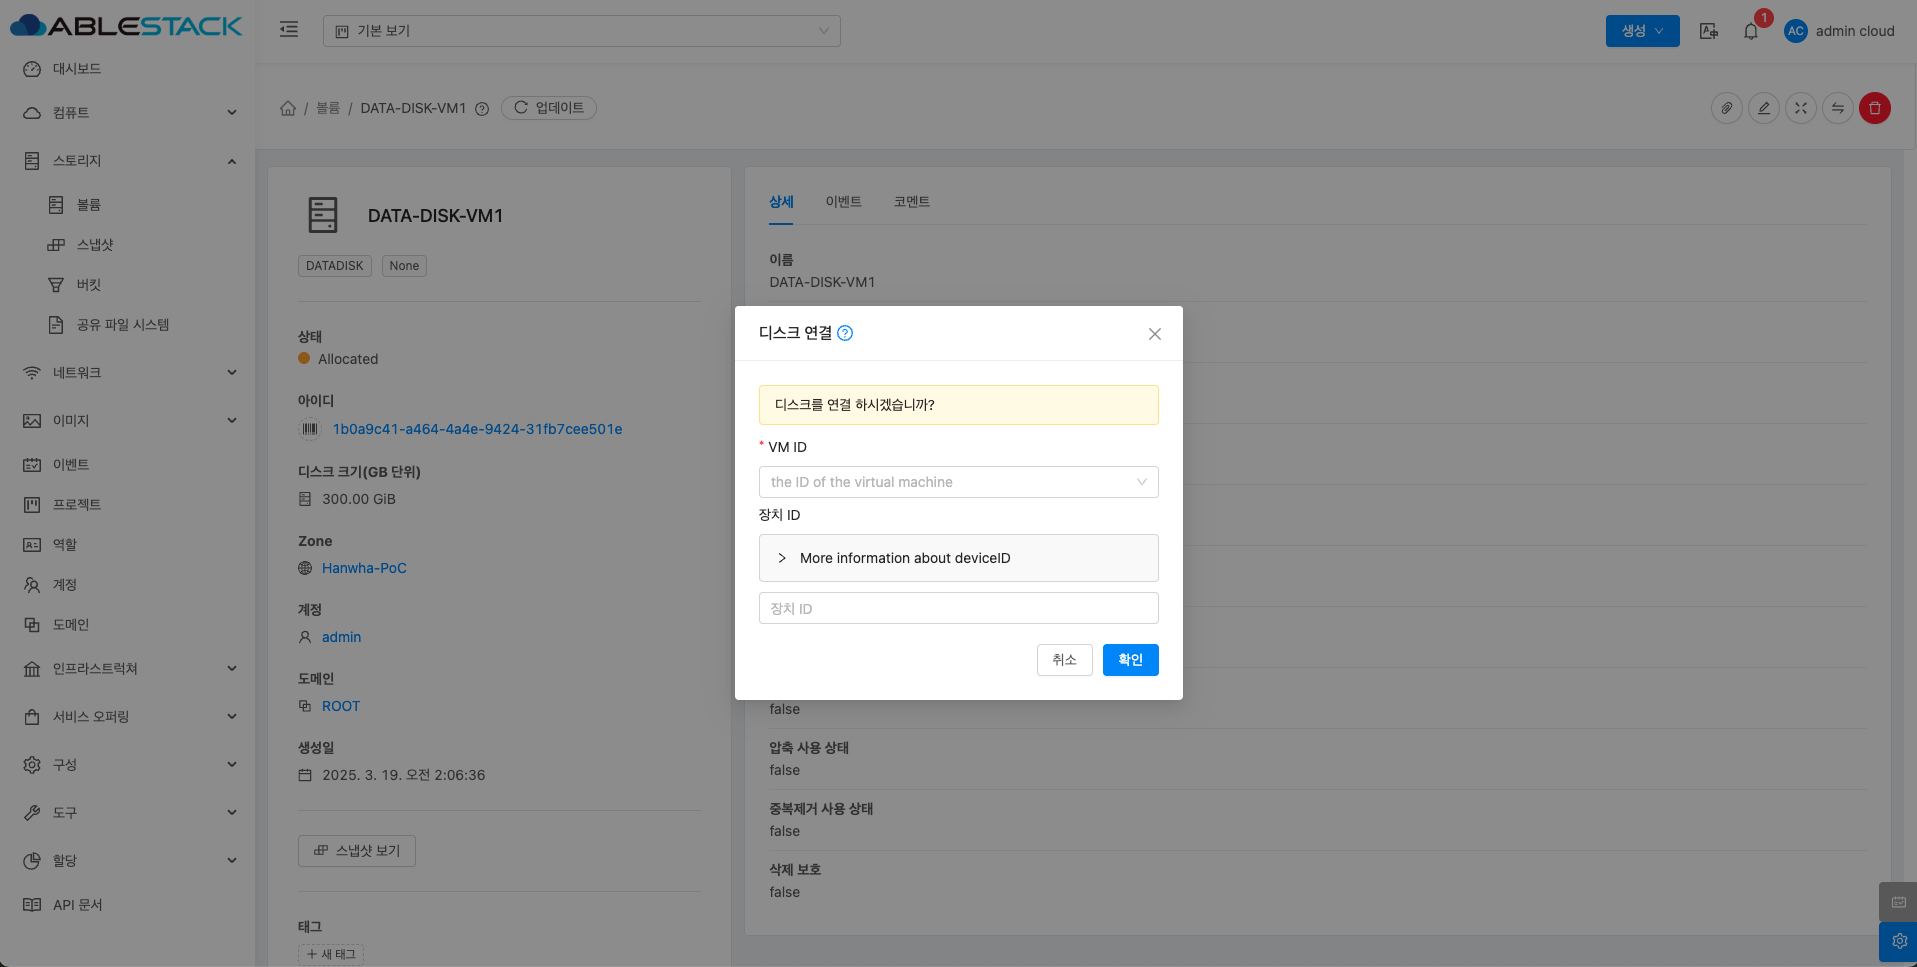 ABLESTACK
기본 보기
생성
1
AC
admin cloud
대시보드
컴퓨트
스토리지
볼륨
스냅샷
버킷
공유 파일 시스템
네트워크
이미지
이벤트
프로젝트
역할
계정
도메인
인프라스트럭쳐
서비스 오퍼링
구성
도구
할당
API 문서
/ 볼륨 / DATA-DISK-VM1
업데이트
DATA-DISK-VM1
DATADISK
None
상태
Allocated
아이디
1b0a9c41-a464-4a4e-9424-31fb7cee501e
디스크 크기(GB 단위)
300.00 GiB
Zone
Hanwha-PoC
계정
admin
도메인
ROOT
생성일
2025. 3. 19. 오전 2:06:36
스냅샷 보기
태그
+ 새 태그
상세
이벤트
코멘트
이름
DATA-DISK-VM1
디스크 연결
디스크를 연결 하시겠습니까?
* VM ID
the ID of the virtual machine
장치 ID
More information about deviceID
장치 ID
취소
확인
false
압축 사용 상태
false
중복제거 사용 상태
false
삭제 보호
false